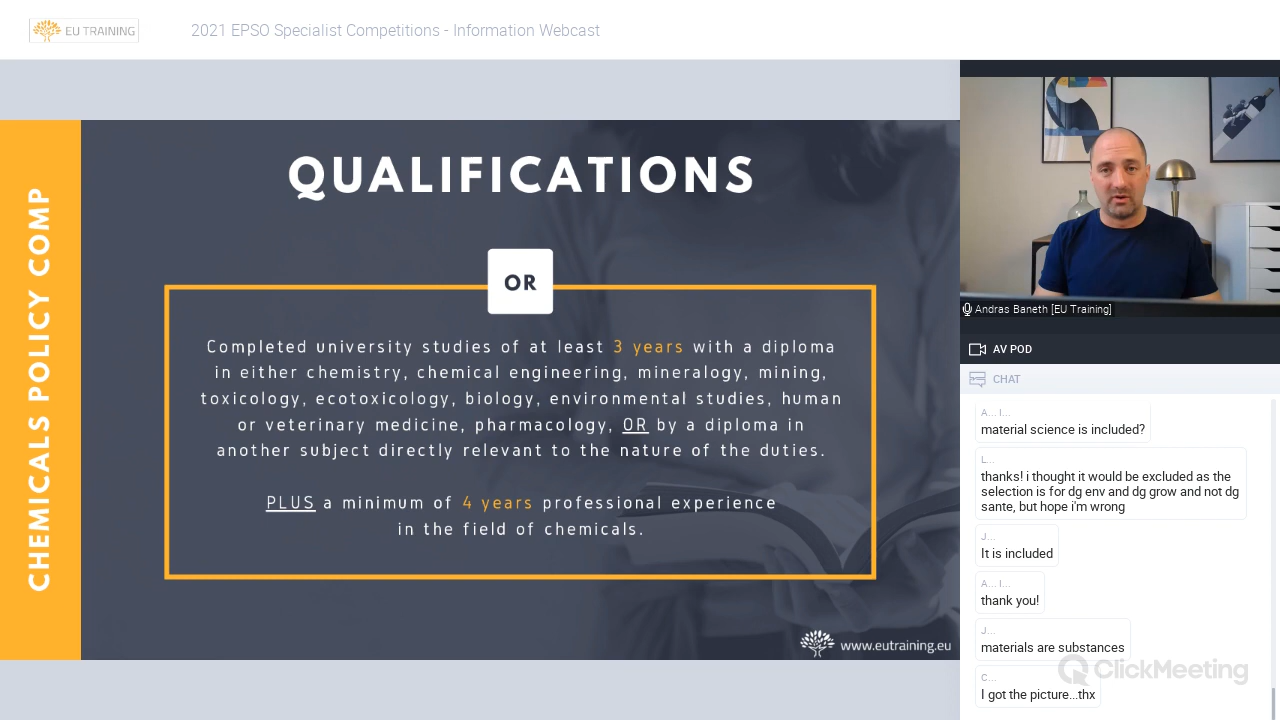 EU TRAINING
2021 EPSO Specialist Competitions - Information Webcast
CHEMICALS POLICY COMP
QUALIFICATIONS
OR
Completed university studies of at least 3 years with a diploma
in either chemistry, chemical engineering, mineralogy, mining,
toxicology, ecotoxicology, biology, environmental studies, human
or veterinary medicine, pharmacology, OR by a diploma in
another subject directly relevant to the nature of the duties.
PLUS a minimum of 4 years professional experience
in the field of chemicals.
www.eutraining.eu
Andras Baneth [EU Training]
AV POD
CHAT
A... I...
material science is included?
L...
thanks! i thought it would be excluded as the
selection is for dg env and dg grow and not dg
sante, but hope i'm wrong
J...
It is included
A... I...
thank you!
J...
materials are substances
C...
I got the picture...thx
ClickMeeting